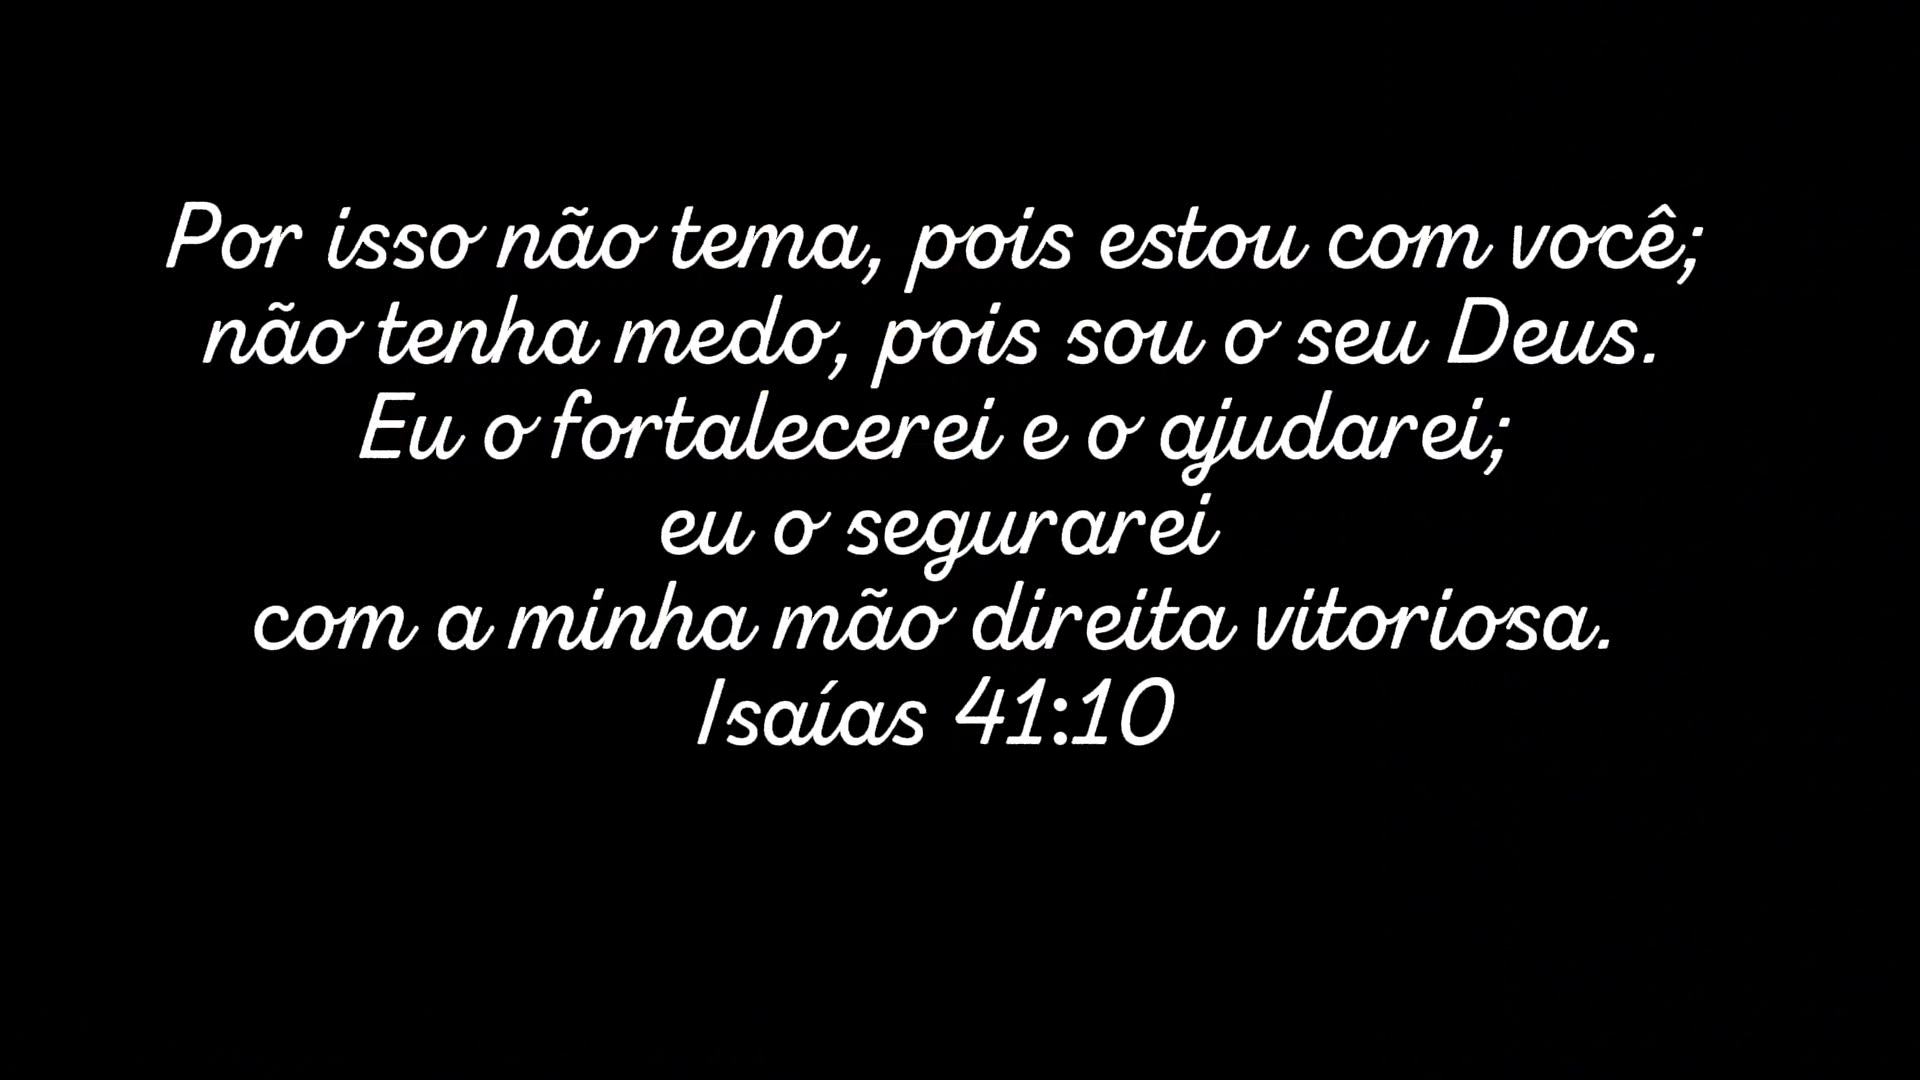 Por isso não tema, pois estou com você;
não tenha medo, pois sou o seu Deus.
Eu o fortalecerei e o ajudarei;
eu o segurarei
com a minha mão direita vitoriosa.
Isaías 41:10